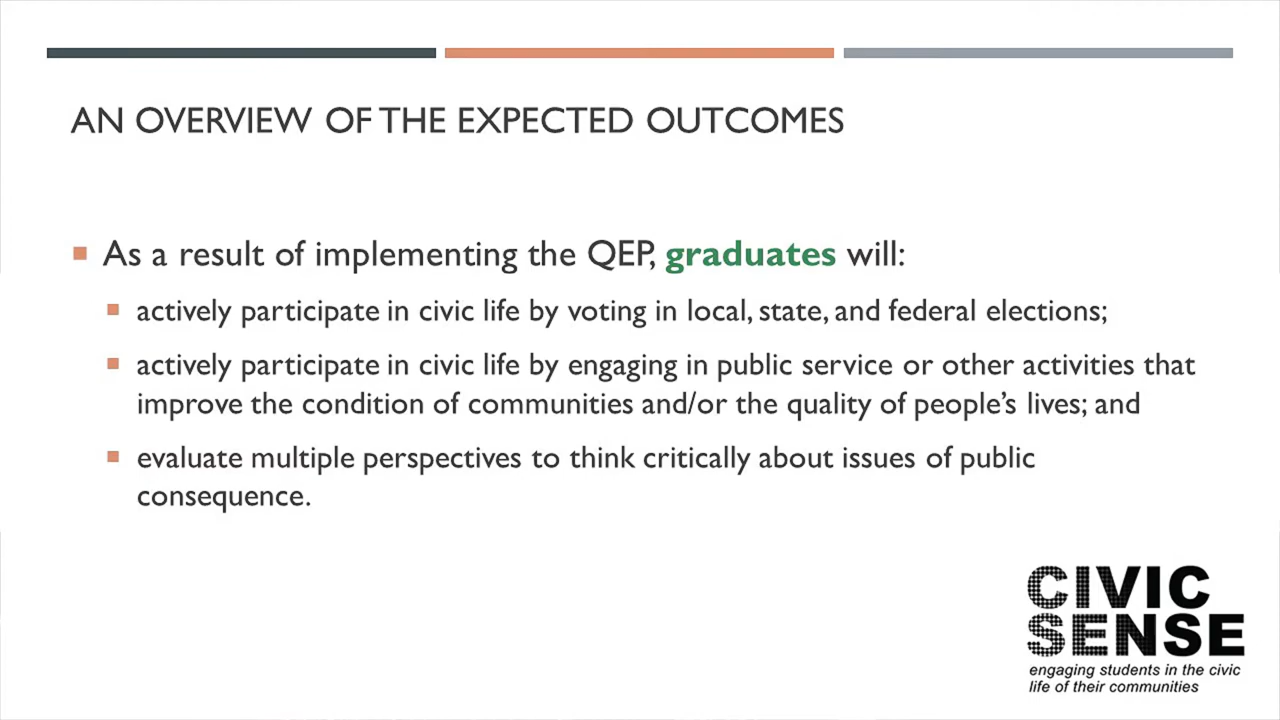 AN OVERVIEW OF THE EXPECTED OUTCOMES
As a result of implementing the QEP, graduates will:
actively participate in civic life by voting in local, state, and federal elections;
actively participate in civic life by engaging in public service or other activities that
improve the condition of communities and/or the quality of people’s lives; and
evaluate multiple perspectives to think critically about issues of public
consequence.
CIVIC
SENSE
engaging students in the civic
life of their communities